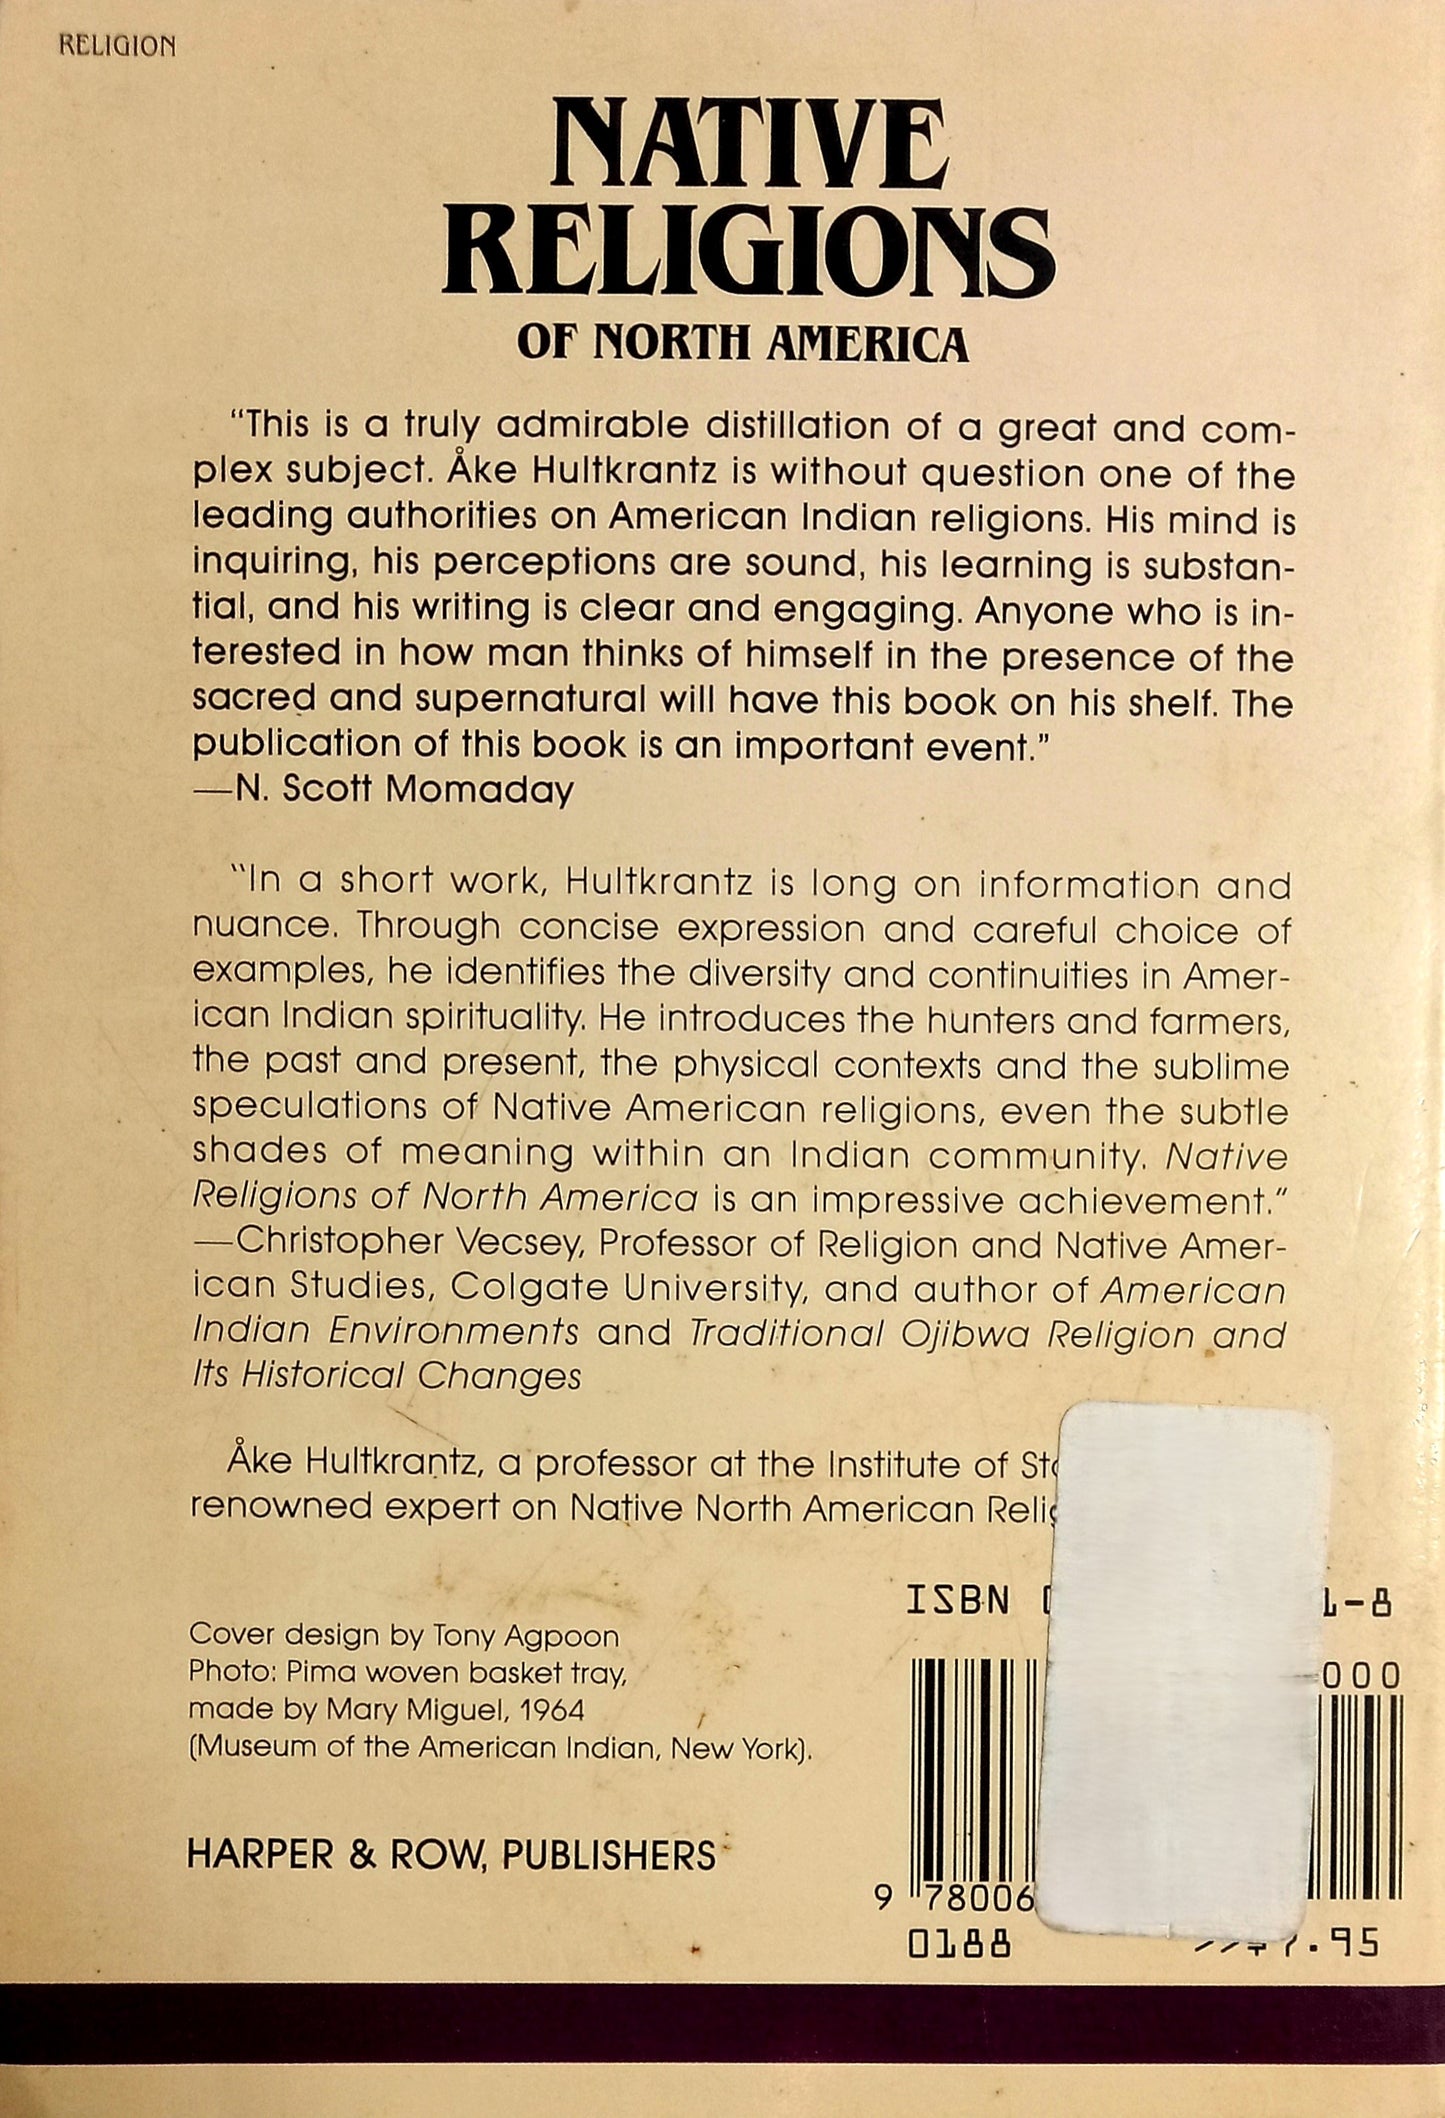 RELIGION
NATIVE
RELIGIONS
OF NORTH AMERICA
“This is a truly admirable distillation of a great and com-
plex subject. Åke Hultkrantz is without question one of the
leading authorities on American Indian religions. His mind is
inquiring, his perceptions are sound, his learning is substan-
tial, and his writing is clear and engaging. Anyone who is in-
terested in how man thinks of himself in the presence of the
sacred and supernatural will have this book on his shelf. The
publication of this book is an important event.”
—N. Scott Momaday
“In a short work, Hultkrantz is long on information and
nuance. Through concise expression and careful choice of
examples, he identifies the diversity and continuities in Amer-
ican Indian spirituality. He introduces the hunters and farmers,
the past and present, the physical contexts and the sublime
speculations of Native American religions, even the subtle
shades of meaning within an Indian community. Native
Religions of North America is an impressive achievement.”
—Christopher Vecsey, Professor of Religion and Native Amer-
ican Studies, Colgate University, and author of American
Indian Environments and Traditional Ojibwa Religion and
Its Historical Changes
Åke Hultkrantz, a professor at the Institute of
renowned expert on Native North American
ISBN
1-8
Cover design by Tony Agpoon
Photo: Pima woven basket tray,
made by Mary Miguel, 1964
(Museum of the American Indian, New York).
000
HARPER & ROW, PUBLISHERS
9 78006
0188
7.95